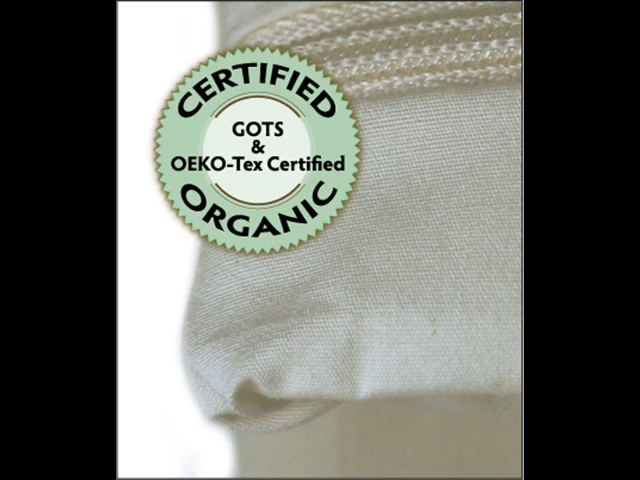 CERTIFIED
GOTS
&
OEKO-Tex Certified
ORGANIC